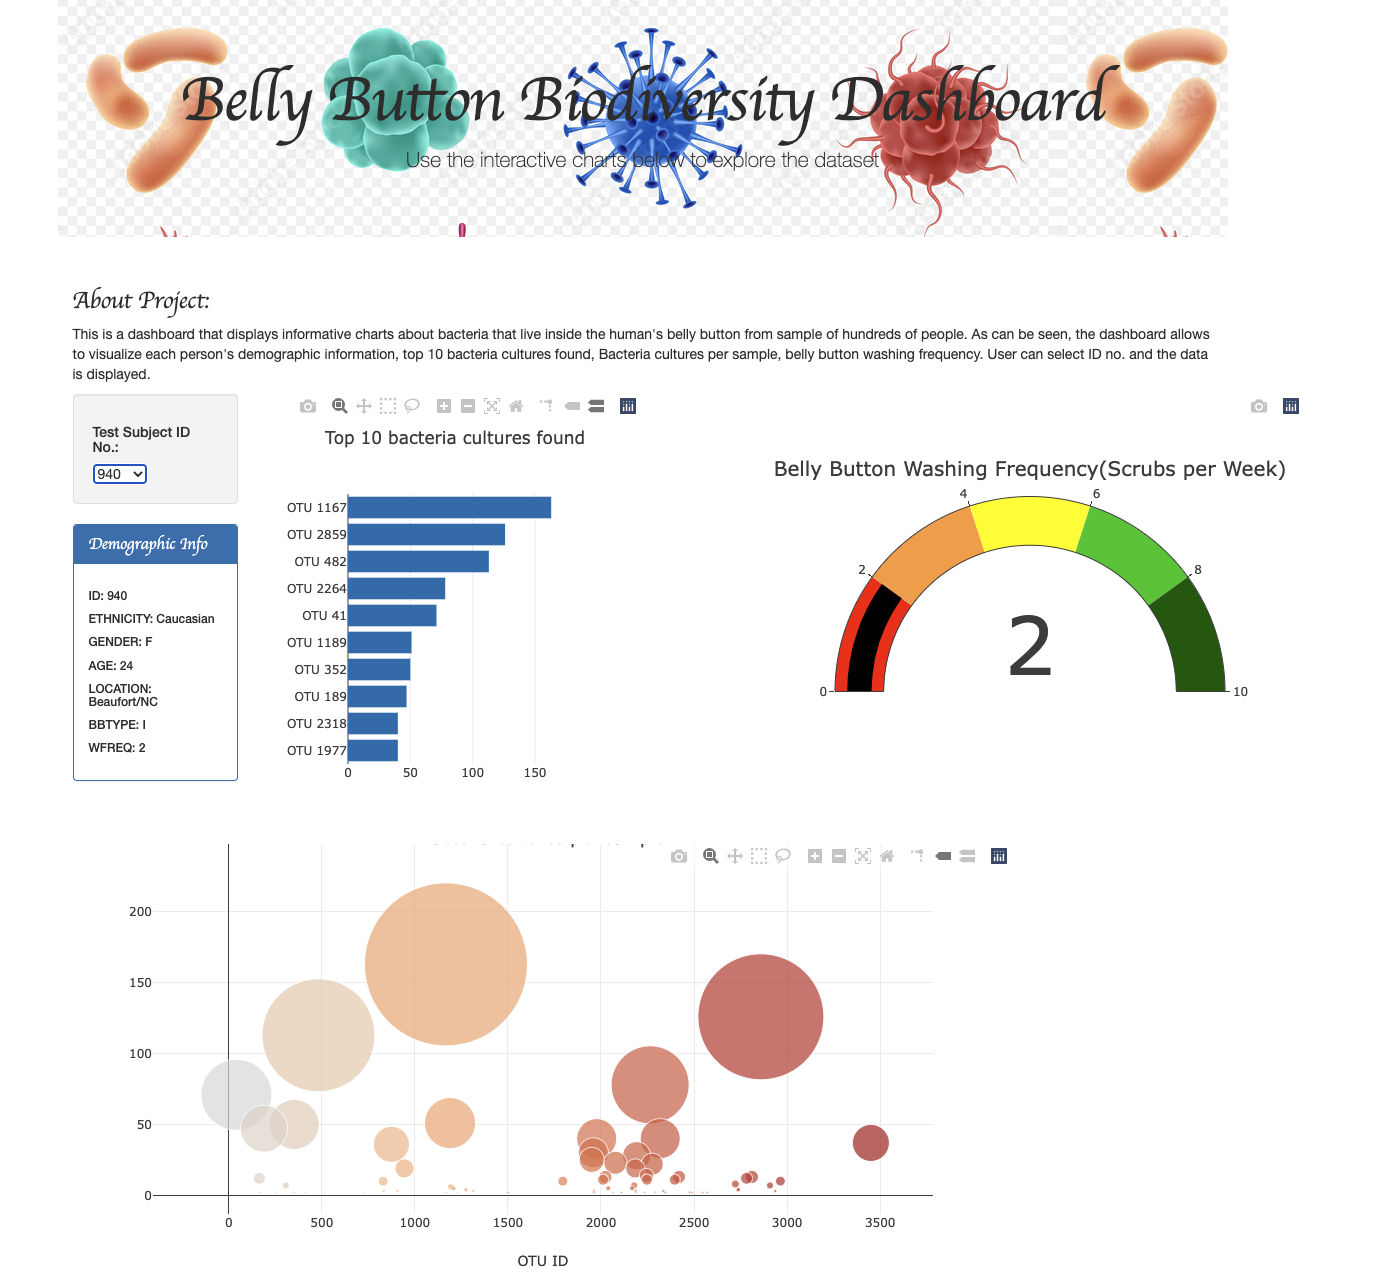 Belly Button Biodiversity Dashboard
Use the interactive charts below to explore the dataset
About Project:
This is a dashboard that displays informative charts about bacteria that live inside the human's belly button from sample of hundreds of people. As can be seen, the dashboard allows
to visualize each person's demographic information, top 10 bacteria cultures found, Bacteria cultures per sample, belly button washing frequency. User can select ID no. and the data
is displayed.
Test Subject ID
No.:
940
Demographic Info
ID: 940
ETHNICITY: Caucasian
GENDER: F
AGE: 24
LOCATION:
Beaufort/NC
BBTYPE: I
WFREQ: 2
Top 10 bacteria cultures found
OTU 1167
OTU 2859
OTU 482
OTU 2264
OTU 41
OTU 1189
OTU 352
OTU 189
OTU 2318
OTU 1977
0 50 100 150
Belly Button Washing Frequency(Scrubs per Week)
0
2
4
6
8
10
2
200
150
100
50
0
0 500 1000 1500 2000 2500 3000 3500
OTU ID